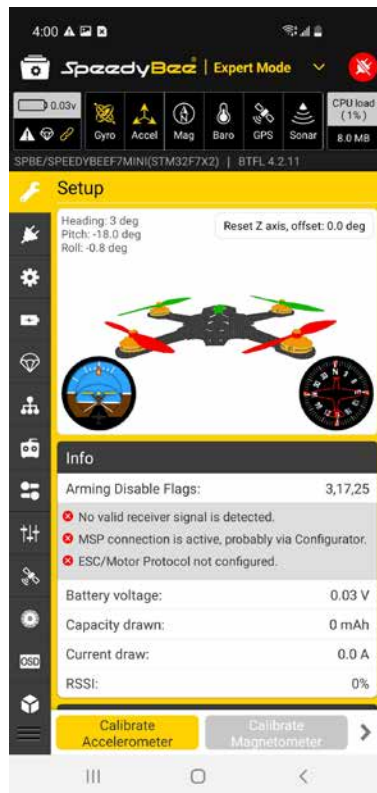 4:00
SpeedyBee | Expert Mode
0.03v
CPU load
(1%)
Gyro Accel Mag Baro GPS Sonar
8.0 MB
SPBE/SPEEDYBEEF7MINI(STM32F7X2) | BTFL 4.2.11
Setup
Heading: 3 deg
Pitch: -18.0 deg
Roll: -0.8 deg
Reset Z axis, offset: 0.0 deg
Info
Arming Disable Flags: 3,17,25
No valid receiver signal is detected.
MSP connection is active, probably via Configurator.
ESC/Motor Protocol not configured.
Battery voltage: 0.03 V
Capacity drawn: 0 mAh
Current draw: 0.0 A
RSSI: 0%
OSD
Calibrate
Accelerometer
Calibrate
Magnetometer